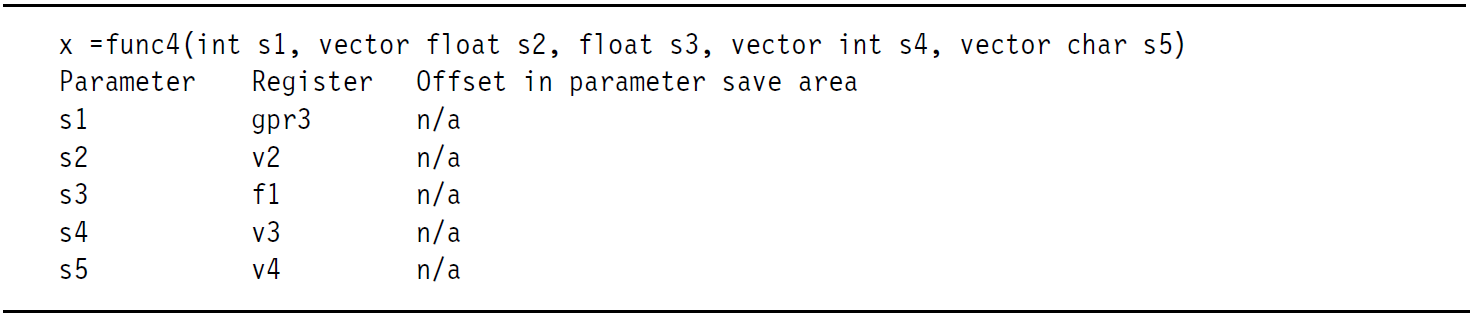 x =func4(int s1, vector float s2, float s3, vector int s4, vector char s5)
Parameter Register Offset in parameter save area
s1 gpr3 n/a
s2 v2 n/a
s3 f1 n/a
s4 v3 n/a
s5 v4 n/a